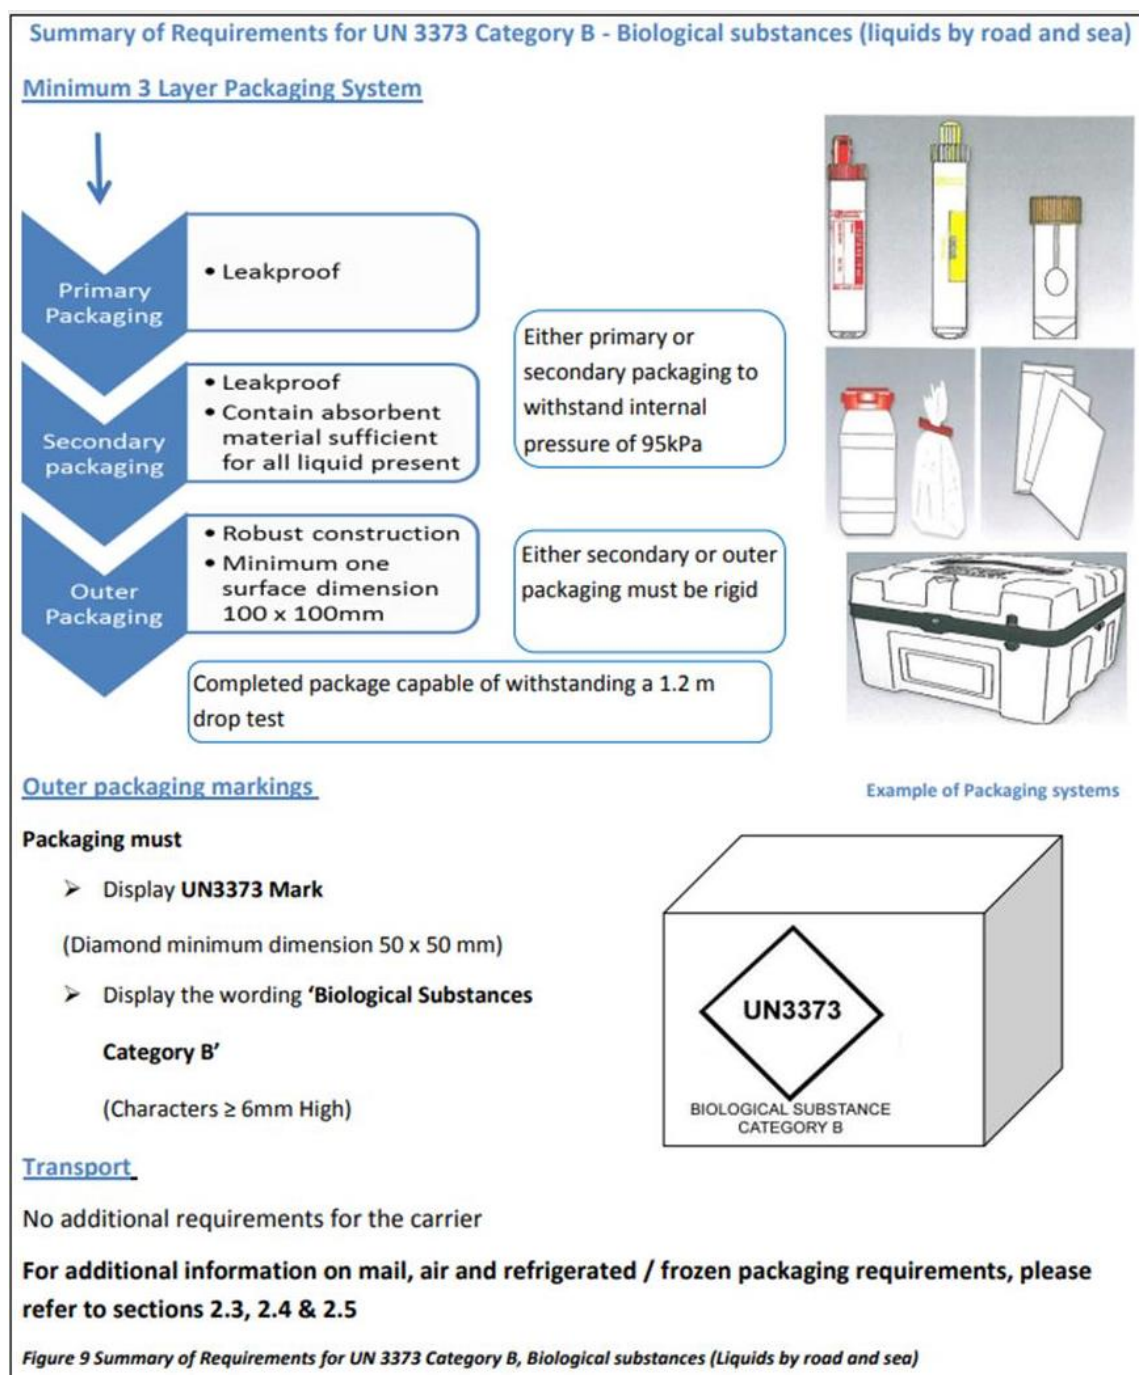 Summary of Requirements for UN 3373 Category B - Biological substances (liquids by road and sea)
Minimum 3 Layer Packaging System
Primary
Packaging
• Leakproof
Secondary
packaging
• Leakproof
• Contain absorbent
material sufficient
for all liquid present
Outer
Packaging
• Robust construction
• Minimum one
surface dimension
100 x 100mm
Either primary or
secondary packaging to
withstand internal
pressure of 95kPa
Either secondary or outer
packaging must be rigid
Completed package capable of withstanding a 1.2 m
drop test
Outer packaging markings
Example of Packaging systems
Packaging must
➢ Display UN3373 Mark
(Diamond minimum dimension 50 x 50 mm)
➢ Display the wording ‘Biological Substances
Category B’
(Characters ≥ 6mm High)
UN3373
BIOLOGICAL SUBSTANCE
CATEGORY B
Transport
No additional requirements for the carrier
For additional information on mail, air and refrigerated / frozen packaging requirements, please
refer to sections 2.3, 2.4 & 2.5
Figure 9 Summary of Requirements for UN 3373 Category B, Biological substances (Liquids by road and sea)